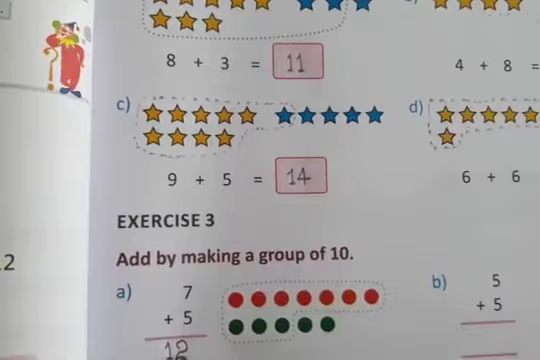 8 + 3 = 11
4 + 8 =
c)
d)
9 + 5 = 14
6 + 6
EXERCISE 3
Add by making a group of 10.
a) 7
+ 5
12
b) 5
+ 5
2